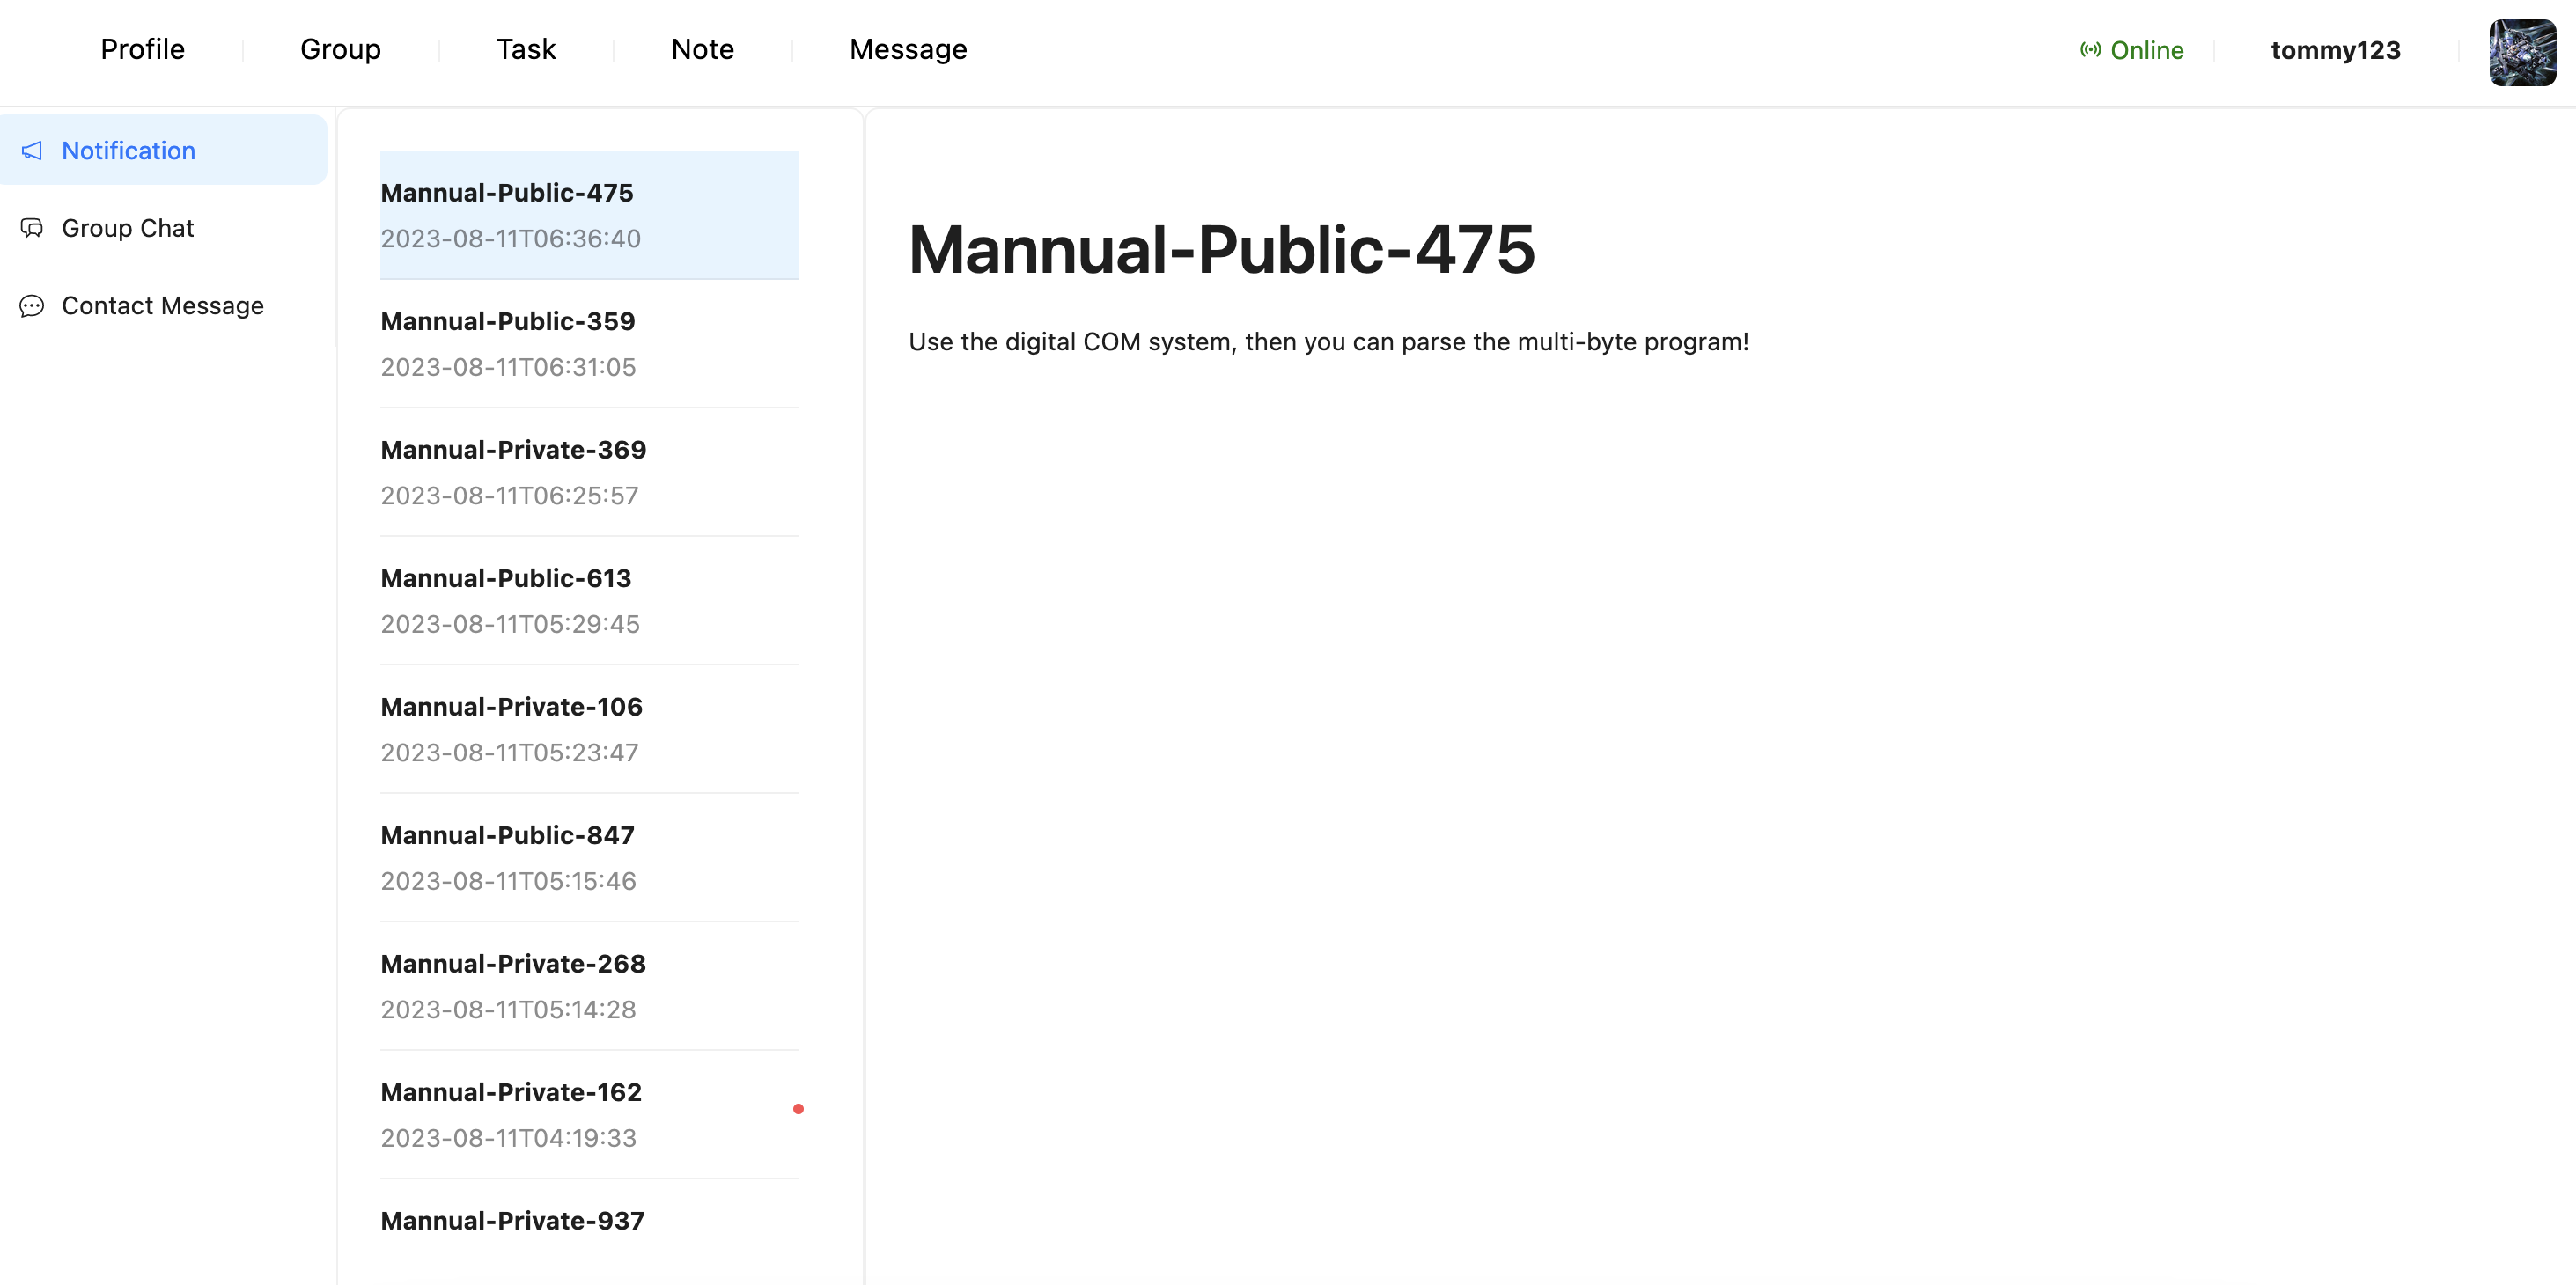 Profile
Group
Task
Note
Message
Online
tommy123
Notification
Group Chat
Contact Message
Mannual-Public-475
2023-08-11T06:36:40
Mannual-Public-359
2023-08-11T06:31:05
Mannual-Private-369
2023-08-11T06:25:57
Mannual-Public-613
2023-08-11T05:29:45
Mannual-Private-106
2023-08-11T05:23:47
Mannual-Public-847
2023-08-11T05:15:46
Mannual-Private-268
2023-08-11T05:14:28
Mannual-Private-162
2023-08-11T04:19:33
Mannual-Private-937
Mannual-Public-475
Use the digital COM system, then you can parse the multi-byte program!